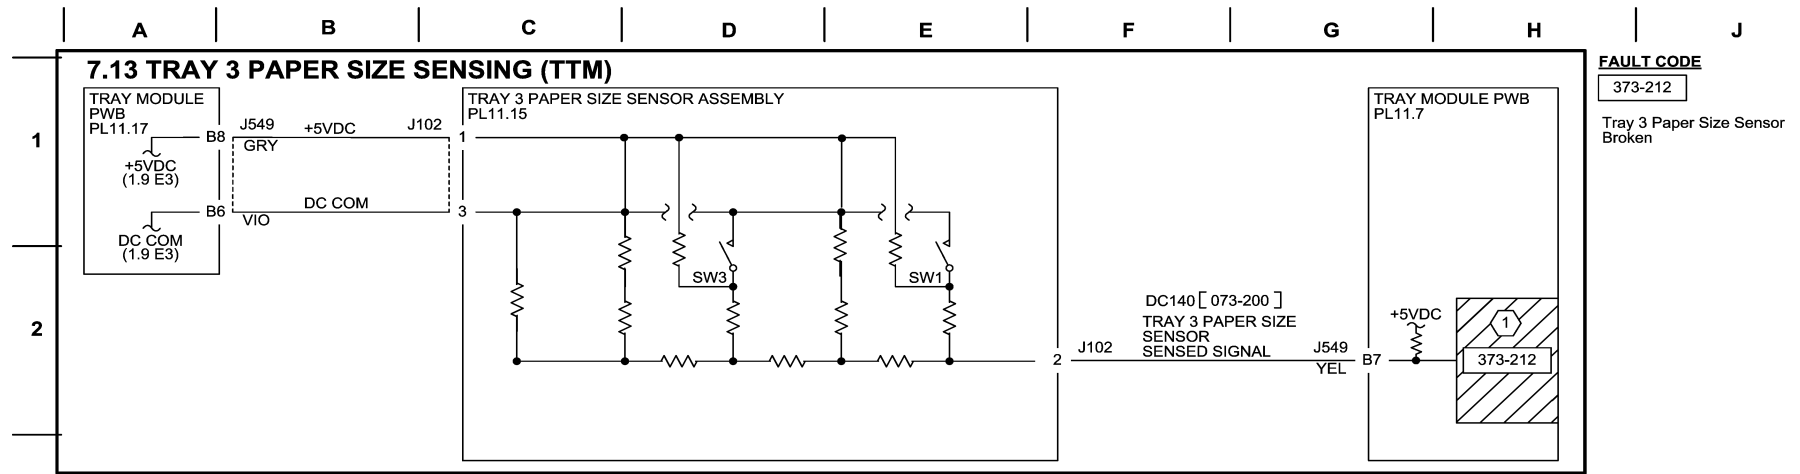 A B C D E F G H J
7.13 TRAY 3 PAPER SIZE SENSING (TTM)
FAULT CODE
373-212
Tray 3 Paper Size Sensor
Broken
1
2
TRAY MODULE
PWB
PL11.17
B8
+5VDC
(1.9 E3)
B6
DC COM
(1.9 E3)
J549 +5VDC J102
GRY
DC COM
VIO
TRAY 3 PAPER SIZE SENSOR ASSEMBLY
PL11.15
1
3
SW3
SW1
2
J102
DC140 [ 073-200 ]
TRAY 3 PAPER SIZE
SENSOR
SENSED SIGNAL
J549
YEL
TRAY MODULE PWB
PL11.7
B7
+5VDC
1
373-212